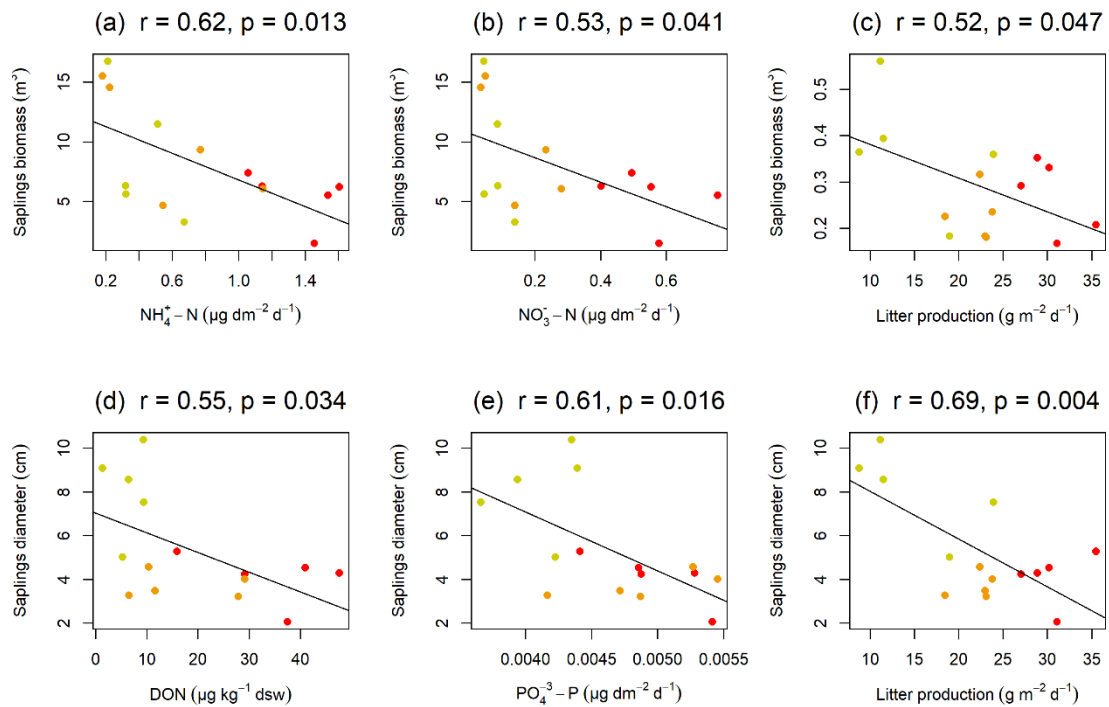 (a) r = 0.62, p = 0.013
Saplings biomass (m³)
15
10
5
0.2 0.6 1.0 1.4
NH₄⁺ – N (µg dm⁻² d⁻¹)
(b) r = 0.53, p = 0.041
Saplings biomass (m³)
15
10
5
0.2 0.4 0.6
NO₃⁻ – N (µg dm⁻² d⁻¹)
(c) r = 0.52, p = 0.047
Saplings biomass (m³)
0.5
0.4
0.3
0.2
10 15 20 25 30 35
Litter production (g m⁻² d⁻¹)
(d) r = 0.55, p = 0.034
Saplings diameter (cm)
10
8
6
4
2
0 10 20 30 40
DON (µg kg⁻¹ dsw)
(e) r = 0.61, p = 0.016
Saplings diameter (cm)
10
8
6
4
2
0.0040 0.0045 0.0050 0.0055
PO₄⁻³ – P (µg dm⁻² d⁻¹)
(f) r = 0.69, p = 0.004
Saplings diameter (cm)
10
8
6
4
2
10 15 20 25 30 35
Litter production (g m⁻² d⁻¹)